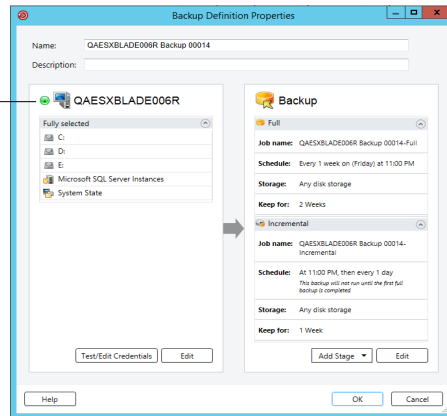 Backup Definition Properties
Name: QAESXBLADE006R Backup 00014
Description:
QAESXBLADE006R
Fully selected
C:
D:
E:
Microsoft SQL Server Instances
System State
Test/Edit Credentials
Edit
Backup
Full
Job name: QAESXBLADE006R Backup 00014-Full
Schedule: Every 1 week on (Friday) at 11:00 PM
Storage: Any disk storage
Keep for: 2 Weeks
Incremental
Job name: QAESXBLADE006R Backup 00014-
Incremental
Schedule: At 11:00 PM, then every 1 day
This backup will not run until the first full
backup is completed
Storage: Any disk storage
Keep for: 1 Week
Add Stage
Edit
Help
OK
Cancel